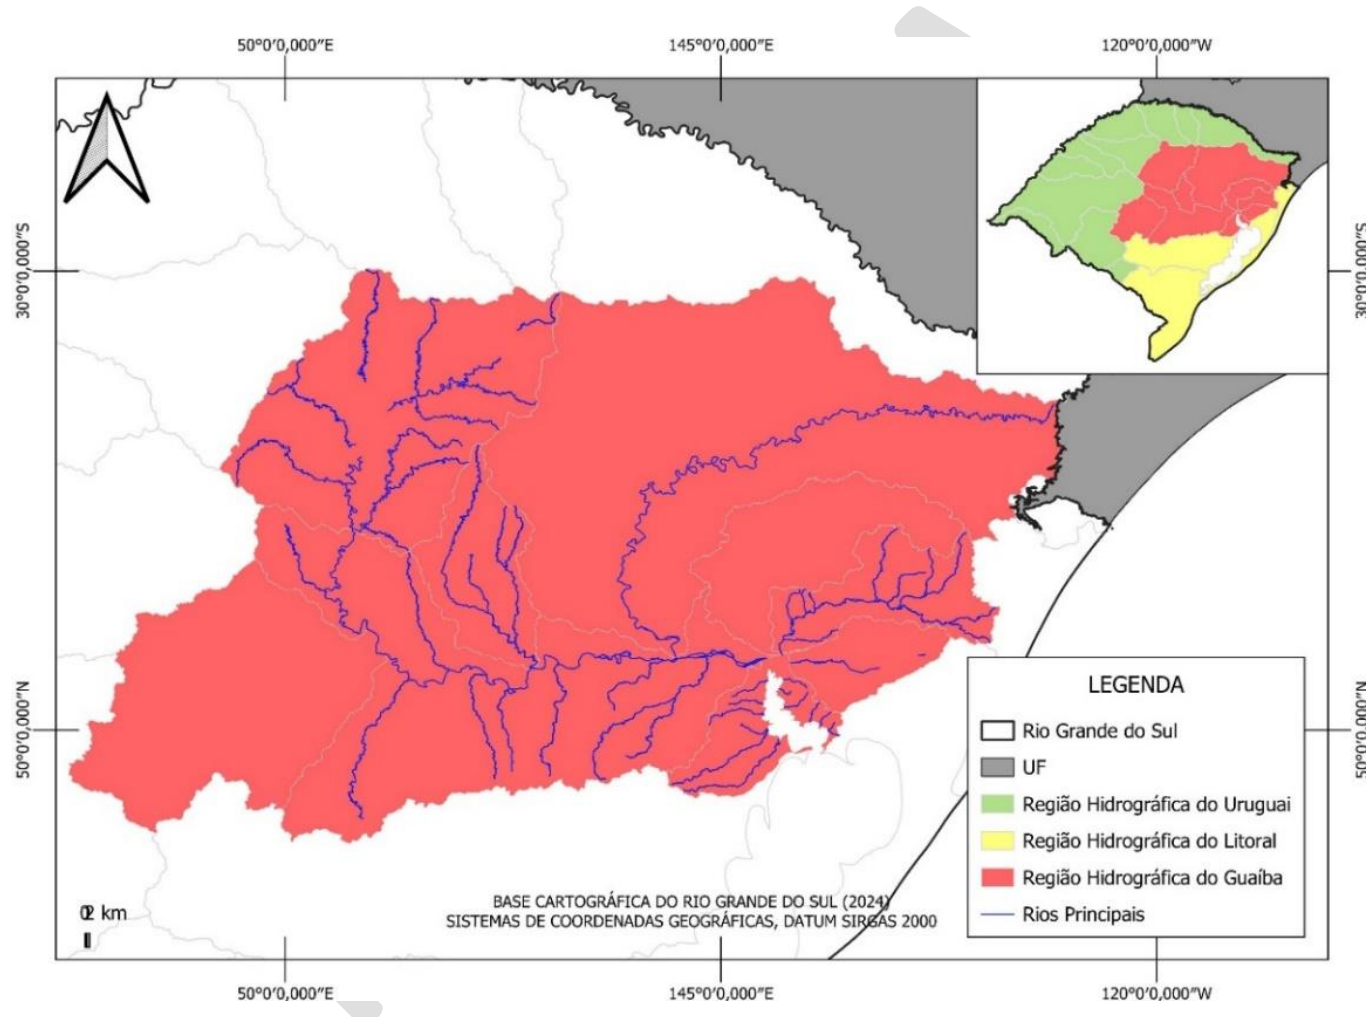 50°0'0,000"E
145°0'0,000"E
120°0'0,000"W
30°0'0,000"S
30°0'0,000"S
50°0'0,000"N
50°0'0,000"N
LEGENDA
Rio Grande do Sul
UF
Região Hidrográfica do Uruguai
Região Hidrográfica do Litoral
Região Hidrográfica do Guaíba
Rios Principais
km
BASE CARTOGRÁFICA DO RIO GRANDE DO SUL (2024)
SISTEMAS DE COORDENADAS GEOGRÁFICAS, DATUM SIRGAS 2000
50°0'0,000"E
145°0'0,000"E
120°0'0,000"W